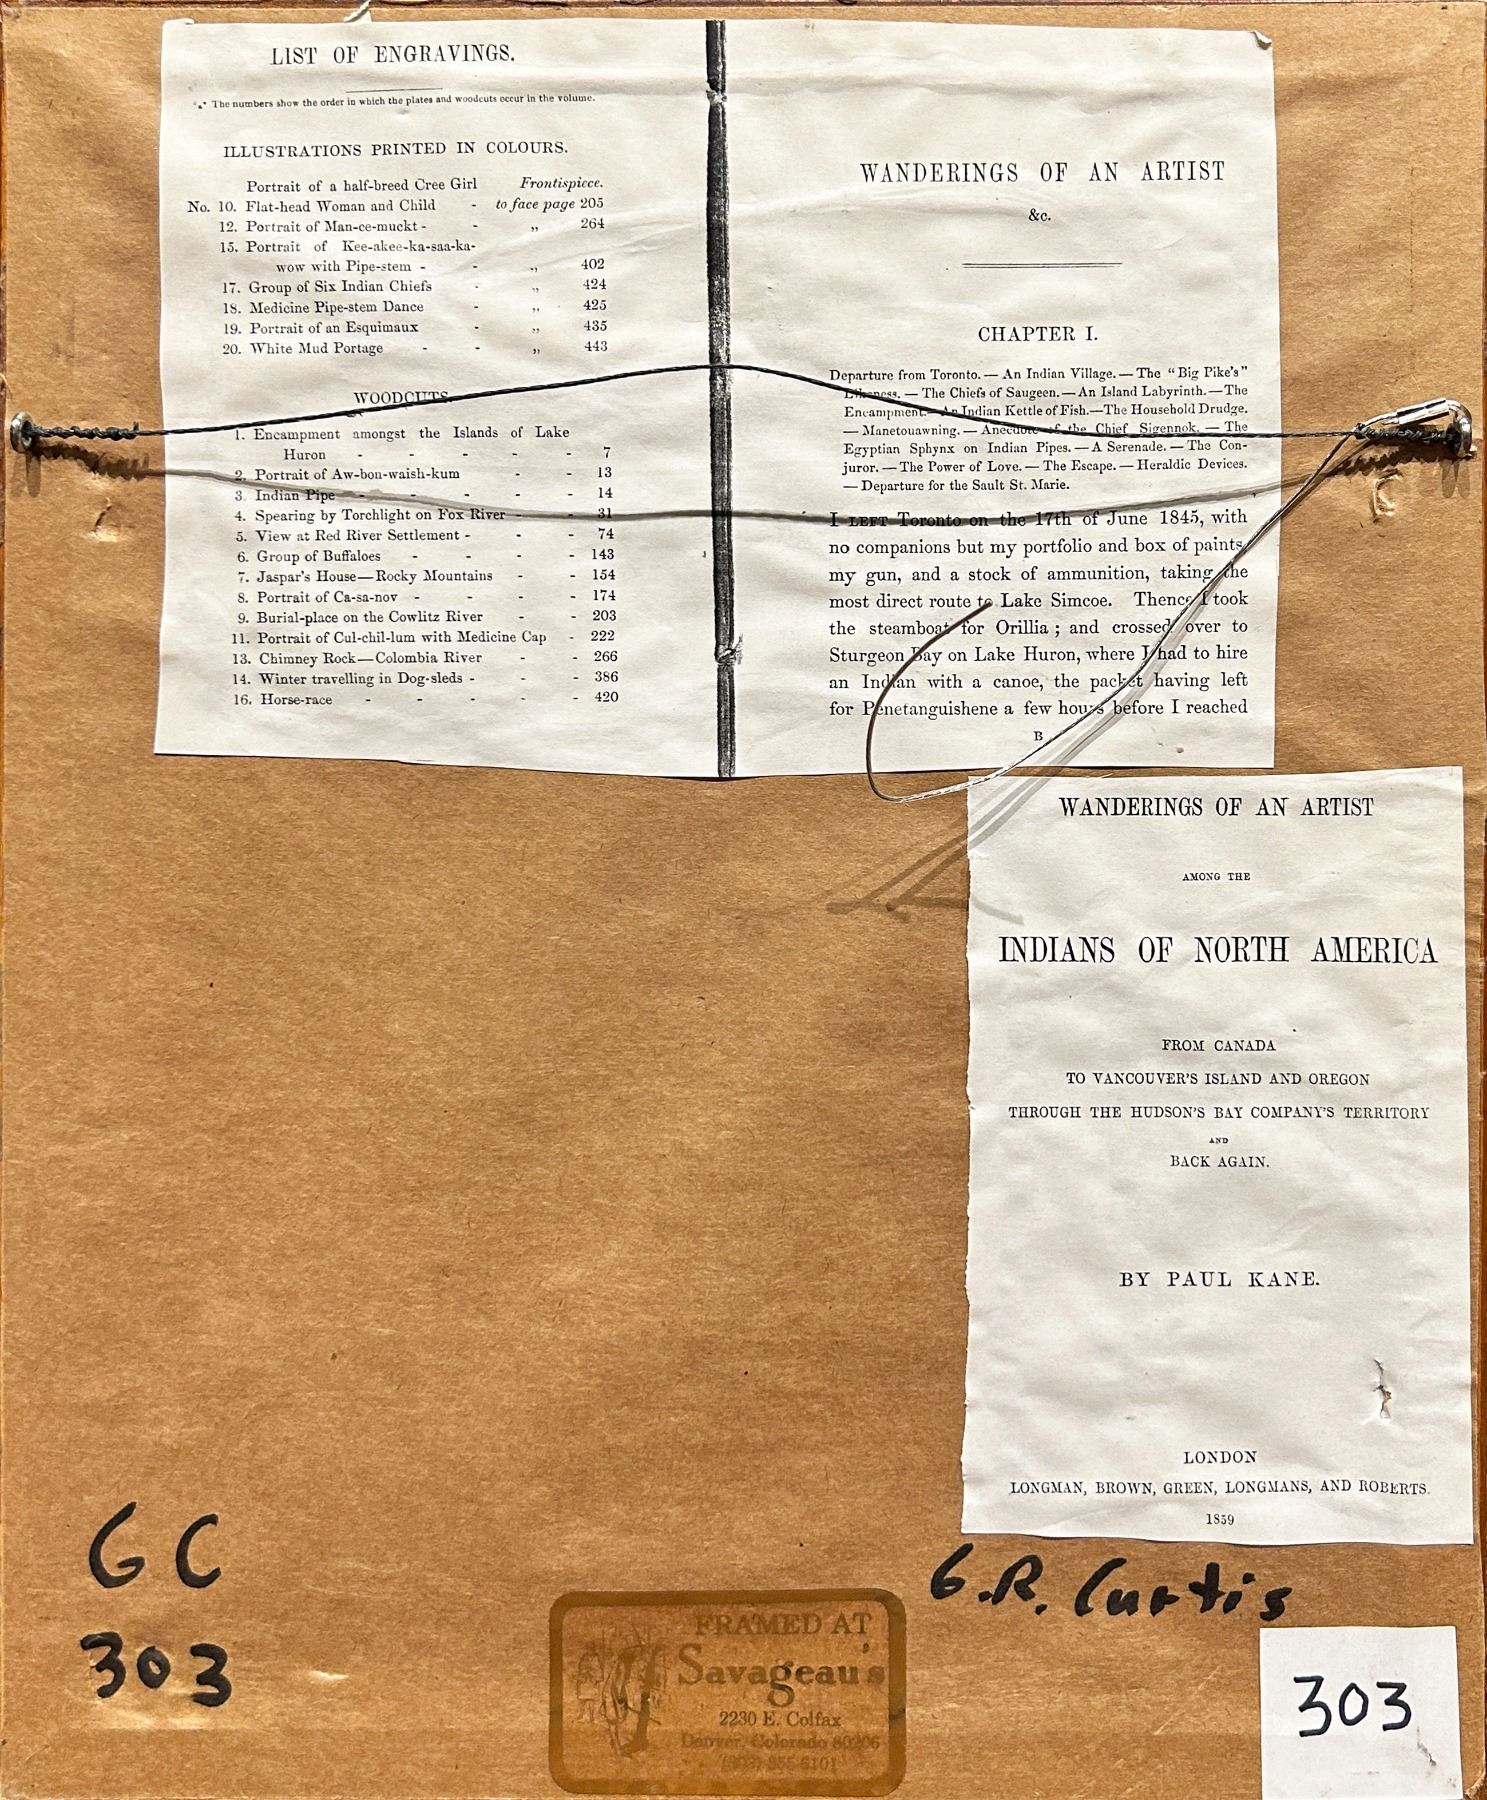 LIST OF ENGRAVINGS.
*⁎* The numbers show the order in which the plates and woodcuts occur in the volume.
ILLUSTRATIONS PRINTED IN COLOURS.
Portrait of a half-breed Cree Girl Frontispiece.
No. 10. Flat-head Woman and Child - to face page 205
12. Portrait of Man-ce-muckt - - „ 264
15. Portrait of Kee-akee-ka-saa-ka-
wow with Pipe-stem - - „ 402
17. Group of Six Indian Chiefs - „ 424
18. Medicine Pipe-stem Dance - „ 425
19. Portrait of an Esquimaux - „ 435
20. White Mud Portage - - „ 443
WOODCUTS.
1. Encampment amongst the Islands of Lake
Huron - - - - - 7
2. Portrait of Aw-bon-waish-kum - - 13
3. Indian Pipe - - - - - 14
4. Spearing by Torchlight on Fox River - - 31
5. View at Red River Settlement - - - 74
6. Group of Buffaloes - - - - 143
7. Jaspar's House—Rocky Mountains - - 154
8. Portrait of Ca-sa-nov - - - - 174
9. Burial-place on the Cowlitz River - - 203
11. Portrait of Cul-chil-lum with Medicine Cap - 222
13. Chimney Rock—Colombia River - - 266
14. Winter travelling in Dog-sleds - - - 386
16. Horse-race - - - - - 420
WANDERINGS OF AN ARTIST
&c.
CHAPTER I.
Departure from Toronto. — An Indian Village. — The "Big Pike's"
Likeness. — The Chiefs of Saugeen. — An Island Labyrinth. — The
Encampment. — An Indian Kettle of Fish.—The Household Drudge.
— Manetouawning. — Anecdote of the Chief Sigennok. — The
Egyptian Sphynx on Indian Pipes. — A Serenade. — The Con-
juror. — The Power of Love. — The Escape. — Heraldic Devices.
— Departure for the Sault St. Marie.
I LEFT Toronto on the 17th of June 1845, with
no companions but my portfolio and box of paints,
my gun, and a stock of ammunition, taking the
most direct route to Lake Simcoe. Thence I took
the steamboat for Orillia ; and crossed over to
Sturgeon Bay on Lake Huron, where I had to hire
an Indian with a canoe, the packet having left
for Penetanguishene a few hours before I reached
B
WANDERINGS OF AN ARTIST
AMONG THE
INDIANS OF NORTH AMERICA
FROM CANADA
TO VANCOUVER'S ISLAND AND OREGON
THROUGH THE HUDSON'S BAY COMPANY'S TERRITORY
AND
BACK AGAIN.
BY PAUL KANE.
LONDON
LONGMAN, BROWN, GREEN, LONGMANS, AND ROBERTS.
1859
GC
303
G.R. Curtis
FRAMED AT
Savageau's
2230 E. Colfax
Denver, Colorado 80206
(303) 355-5101
303